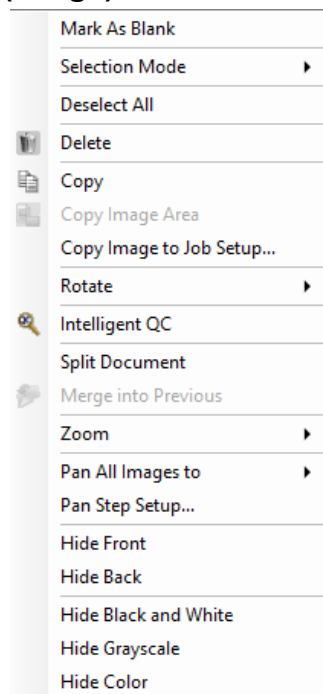 Mark As Blank
Selection Mode
Deselect All
Delete
Copy
Copy Image Area
Copy Image to Job Setup...
Rotate
Intelligent QC
Split Document
Merge into Previous
Zoom
Pan All Images to
Pan Step Setup...
Hide Front
Hide Back
Hide Black and White
Hide Grayscale
Hide Color